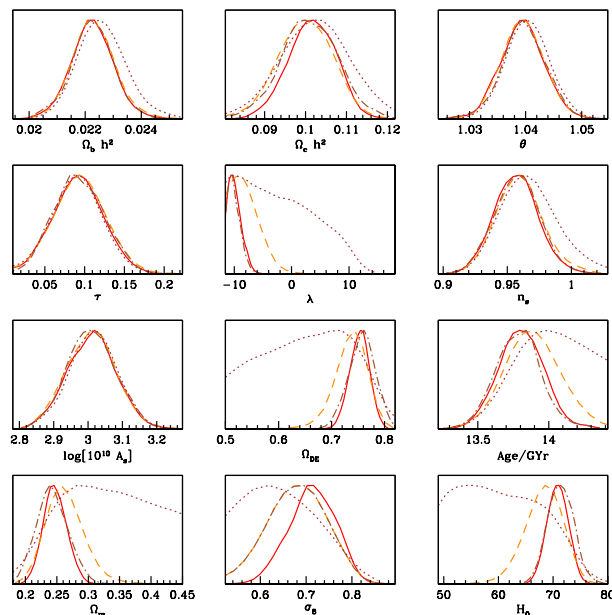 0.02 0.022 0.024 0.09 0.1 0.11 0.12 1.03 1.04 1.05
Ω_b h² Ω_c h² θ
0.05 0.1 0.15 0.2 −10 0 10 0.9 0.95 1
τ λ n_s
2.8 3 3.2 0.5 0.6 0.7 0.8 13.5 14
log[10¹⁰ A_s] Ω_DE Age/GYr
0.2 0.25 0.3 0.35 0.4 0.45 0.6 0.7 0.8 50 60 70 80
Ω_m σ_8 H_0